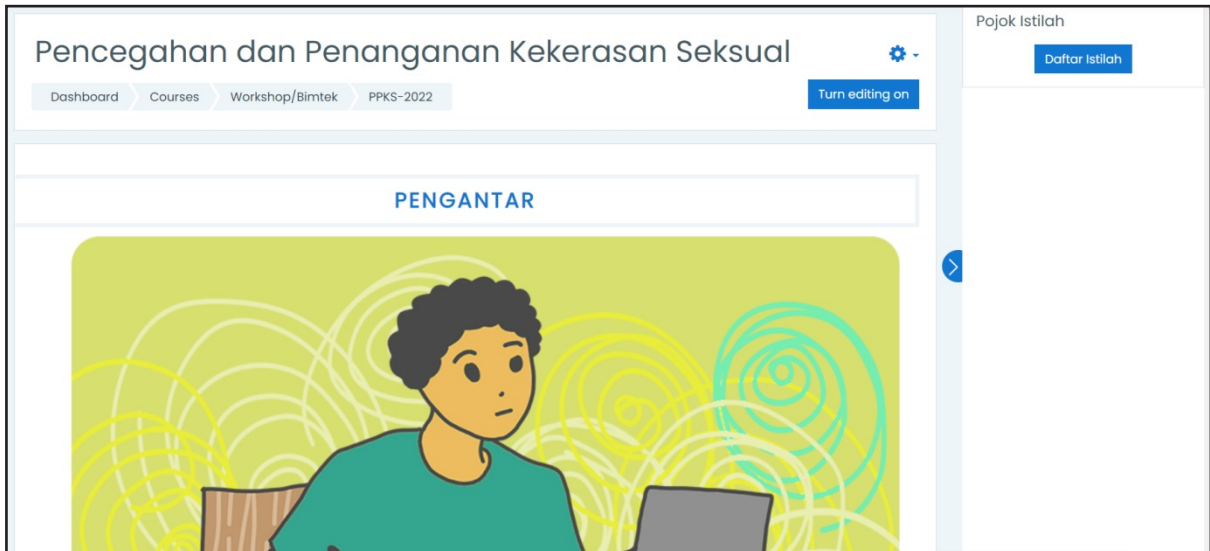 Pencegahan dan Penanganan Kekerasan Seksual
Dashboard Courses Workshop/Bimtek PPKS-2022
Turn editing on
PENGANTAR
Pojok Istilah
Daftar Istilah